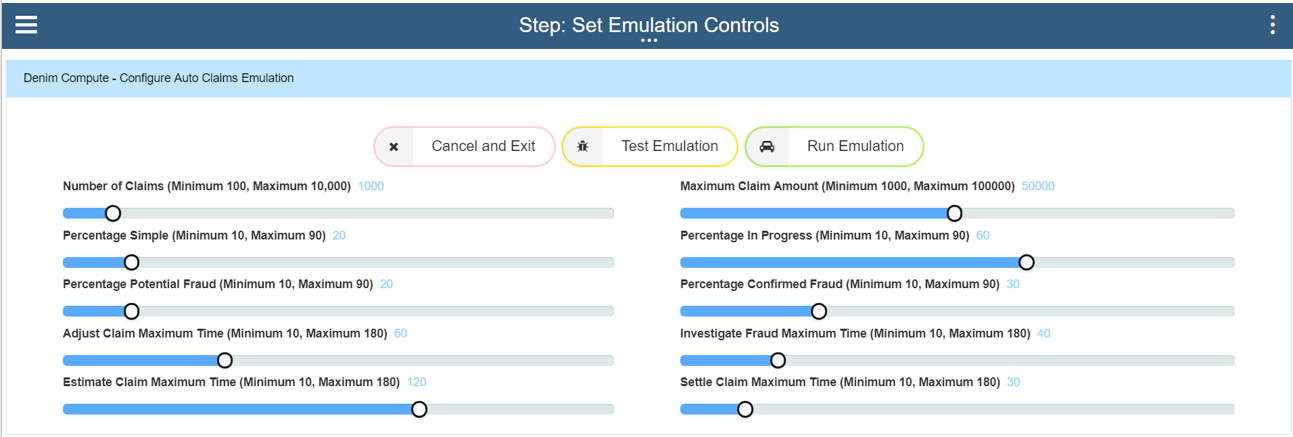 Step: Set Emulation Controls
Denim Compute - Configure Auto Claims Emulation
Cancel and Exit
Test Emulation
Run Emulation
Number of Claims (Minimum 100, Maximum 10,000) 1000
Maximum Claim Amount (Minimum 1000, Maximum 100000) 50000
Percentage Simple (Minimum 10, Maximum 90) 20
Percentage In Progress (Minimum 10, Maximum 90) 60
Percentage Potential Fraud (Minimum 10, Maximum 90) 20
Percentage Confirmed Fraud (Minimum 10, Maximum 90) 30
Adjust Claim Maximum Time (Minimum 10, Maximum 180) 60
Investigate Fraud Maximum Time (Minimum 10, Maximum 180) 40
Estimate Claim Maximum Time (Minimum 10, Maximum 180) 120
Settle Claim Maximum Time (Minimum 10, Maximum 180) 30